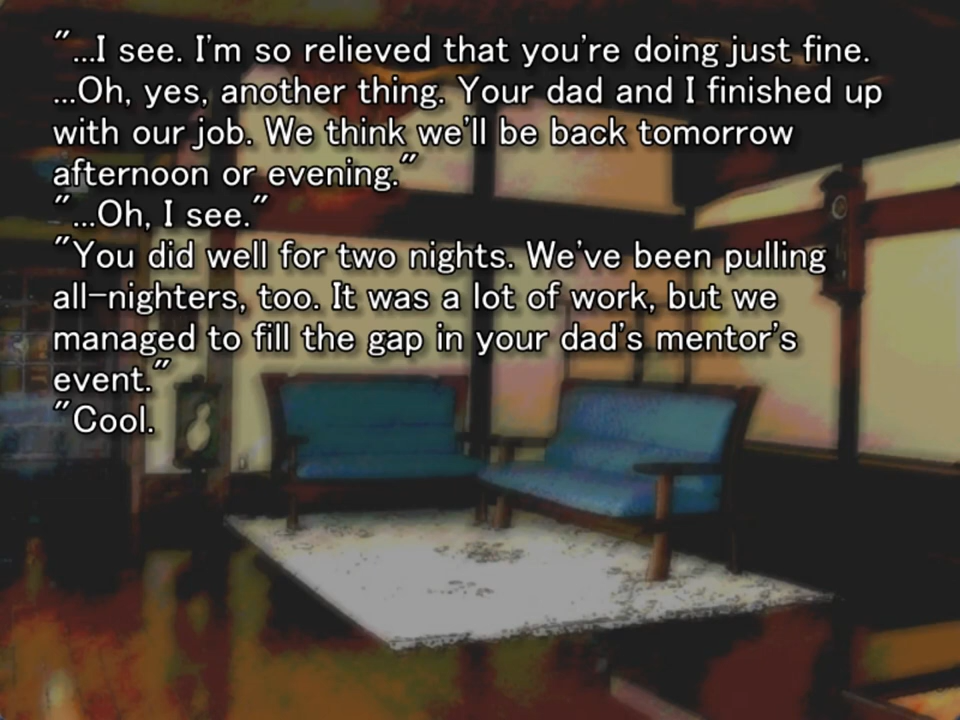 "...I see. I'm so relieved that you're doing just fine.
...Oh, yes, another thing. Your dad and I finished up
with our job. We think we'll be back tomorrow
afternoon or evening."
"...Oh, I see."
"You did well for two nights. We've been pulling
all-nighters, too. It was a lot of work, but we
managed to fill the gap in your dad's mentor's
event."
"Cool.